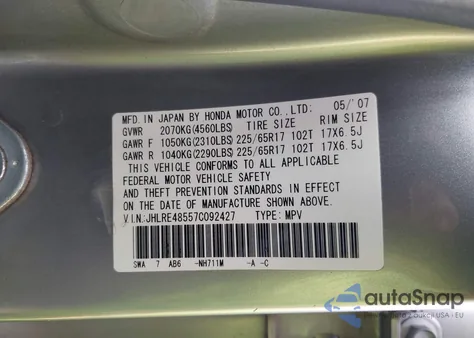 MFD. IN JAPAN BY HONDA MOTOR CO.,LTD: 05/'07
GVWR 2070KG(4560LBS) TIRE SIZE RIM SIZE
GAWR F 1050KG(2310LBS) 225/65R17 102T 17X6.5J
GAWR R 1040KG(2290LBS) 225/65R17 102T 17X6.5J
THIS VEHICLE CONFORMS TO ALL APPLICABLE
FEDERAL MOTOR VEHICLE SAFETY
AND THEFT PREVENTION STANDARDS IN EFFECT
ON THE DATE OF MANUFACTURE SHOWN ABOVE.
V.I.N:JHLRE48557C092427 TYPE: MPV
SWA 7 AB6 -NH711M -A -C
autoSnap